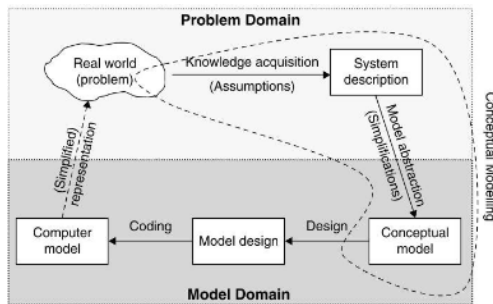 Problem Domain
Real world
(problem)
Knowledge acquisition
(Assumptions)
System
description
Model abstraction
(Simplifications)
Conceptual Modelling
(Simplified)
representation
Computer
model
Coding
Model design
Design
Conceptual
model
Model Domain